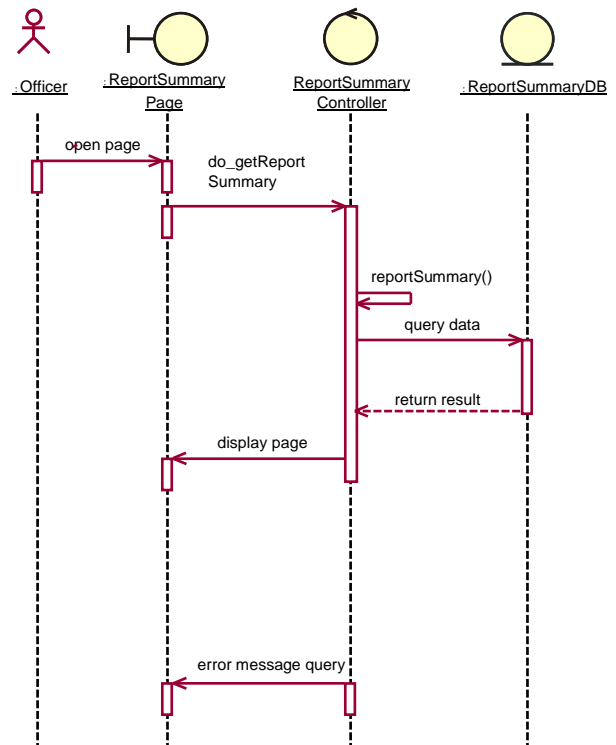 : Officer
: ReportSummary
Page
ReportSummary
Controller
: ReportSummaryDB
open page
do_getReport
Summary
reportSummary()
query data
return result
display page
error message query